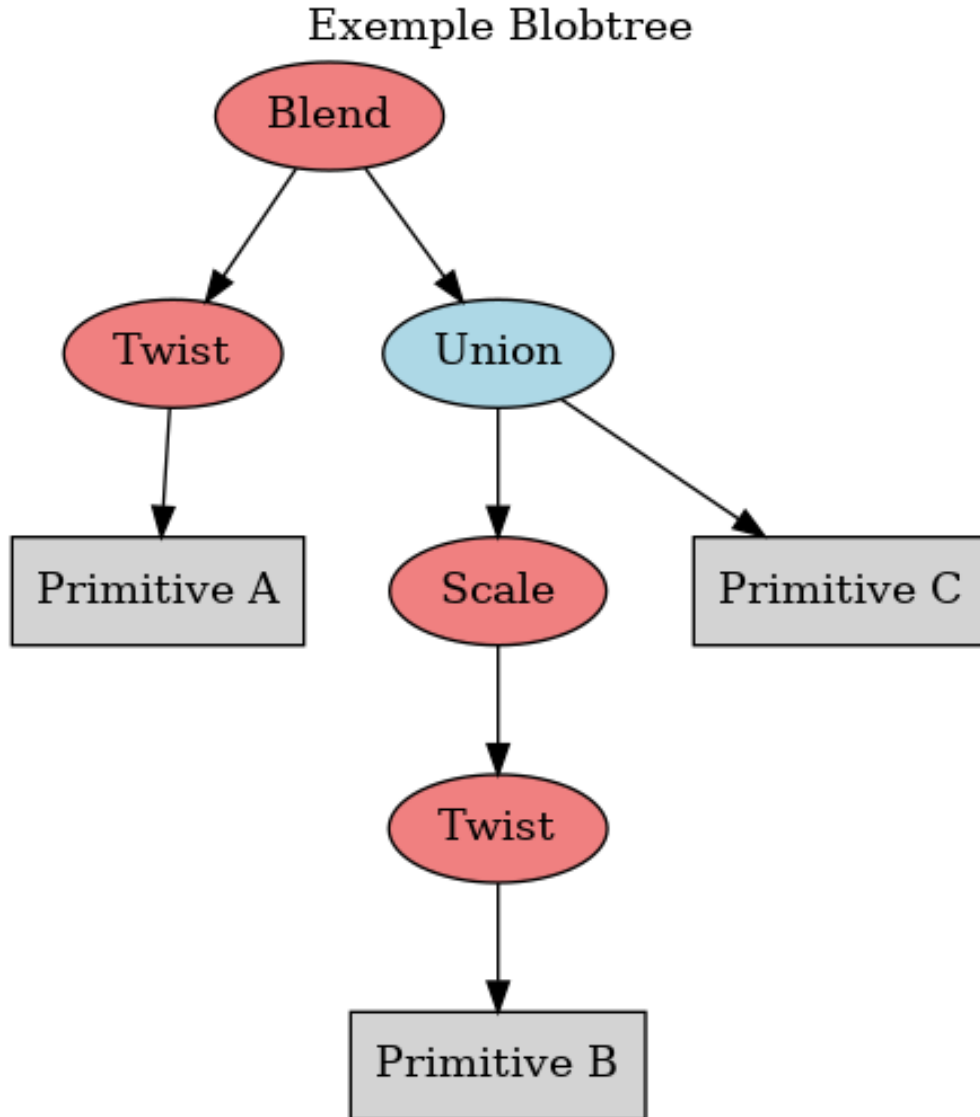 Exemple Blobtree
Blend
Twist
Union
Primitive A
Scale
Primitive C
Twist
Primitive B